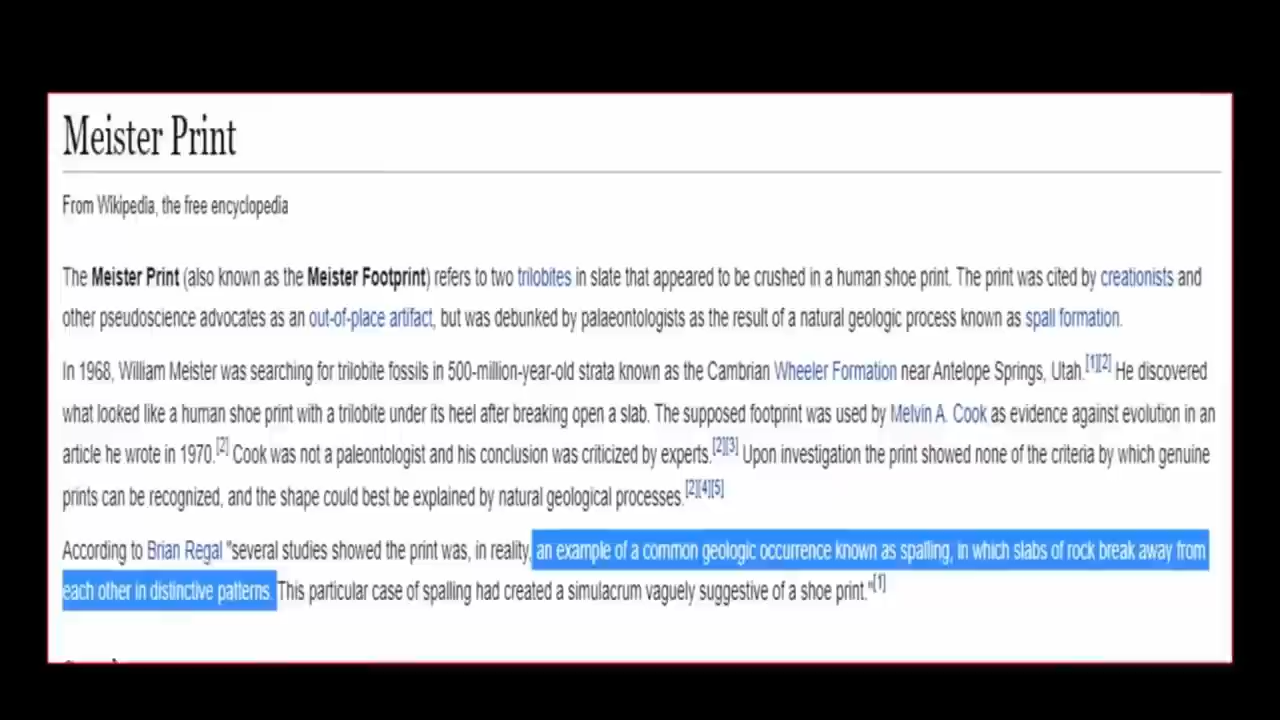 Meister Print
From Wikipedia, the free encyclopedia
The Meister Print (also known as the Meister Footprint) refers to two trilobites in slate that appeared to be crushed in a human shoe print. The print was cited by creationists and
other pseudoscience advocates as an out-of-place artifact, but was debunked by palaeontologists as the result of a natural geologic process known as spall formation.
In 1968, William Meister was searching for trilobite fossils in 500-million-year-old strata known as the Cambrian Wheeler Formation near Antelope Springs, Utah.[1][2] He discovered
what looked like a human shoe print with a trilobite under its heel after breaking open a slab. The supposed footprint was used by Melvin A. Cook as evidence against evolution in an
article he wrote in 1970.[2] Cook was not a paleontologist and his conclusion was criticized by experts.[2][3] Upon investigation the print showed none of the criteria by which genuine
prints can be recognized, and the shape could best be explained by natural geological processes.[2][4][5]
According to Brian Regal "several studies showed the print was, in reality, an example of a common geologic occurrence known as spalling, in which slabs of rock break away from
each other in distinctive patterns. This particular case of spalling had created a simulacrum vaguely suggestive of a shoe print."[1]